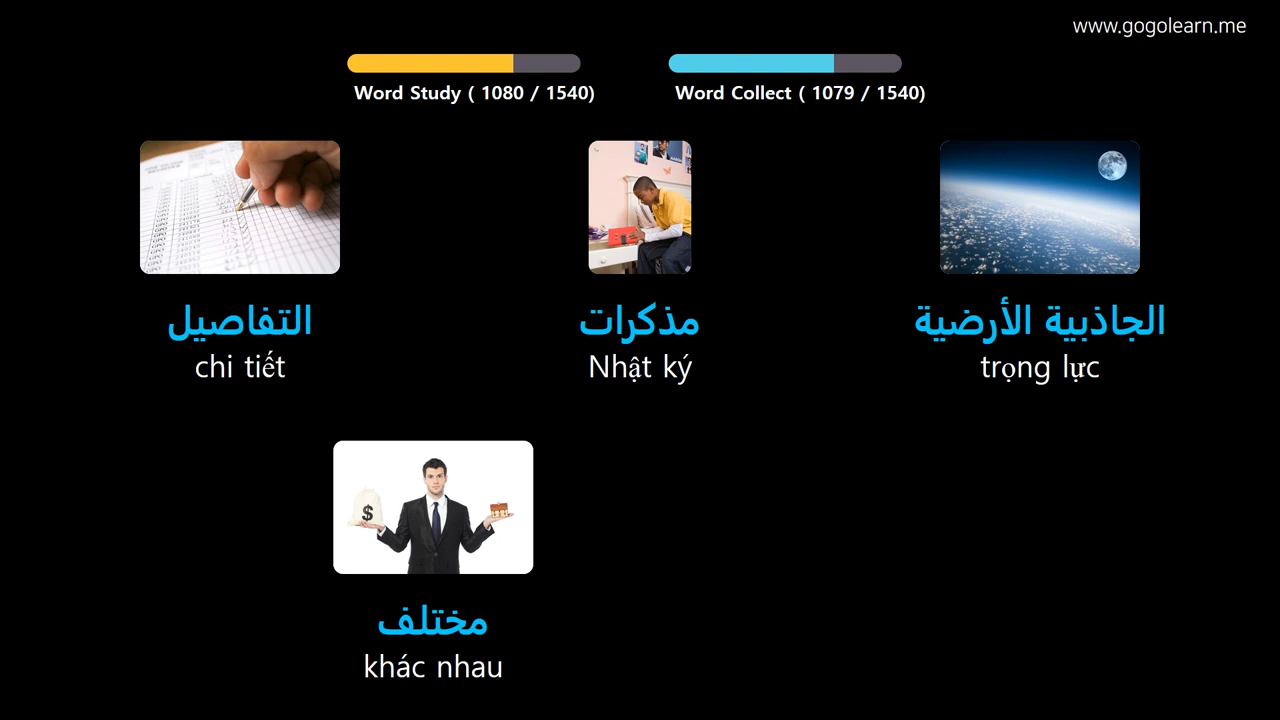 www.gogolearn.me
Word Study ( 1080 / 1540)
Word Collect ( 1079 / 1540)
التفاصيل
chi tiết
مذكرات
Nhật ký
الجاذبية الأرضية
trọng lực
مختلف
khác nhau